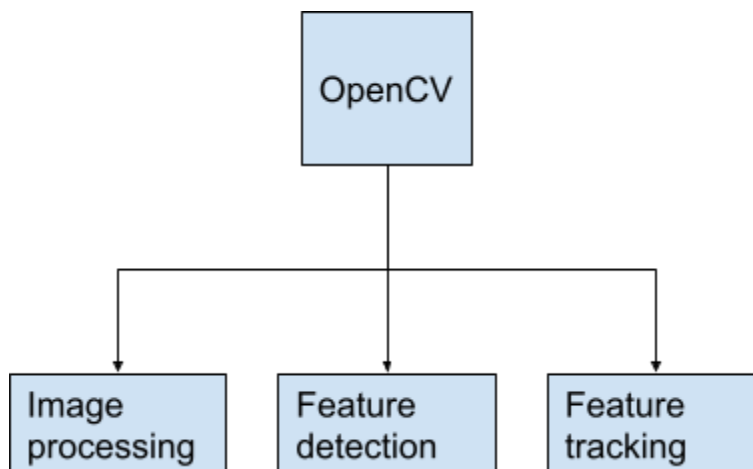 OpenCV
Image
processing
Feature
detection
Feature
tracking